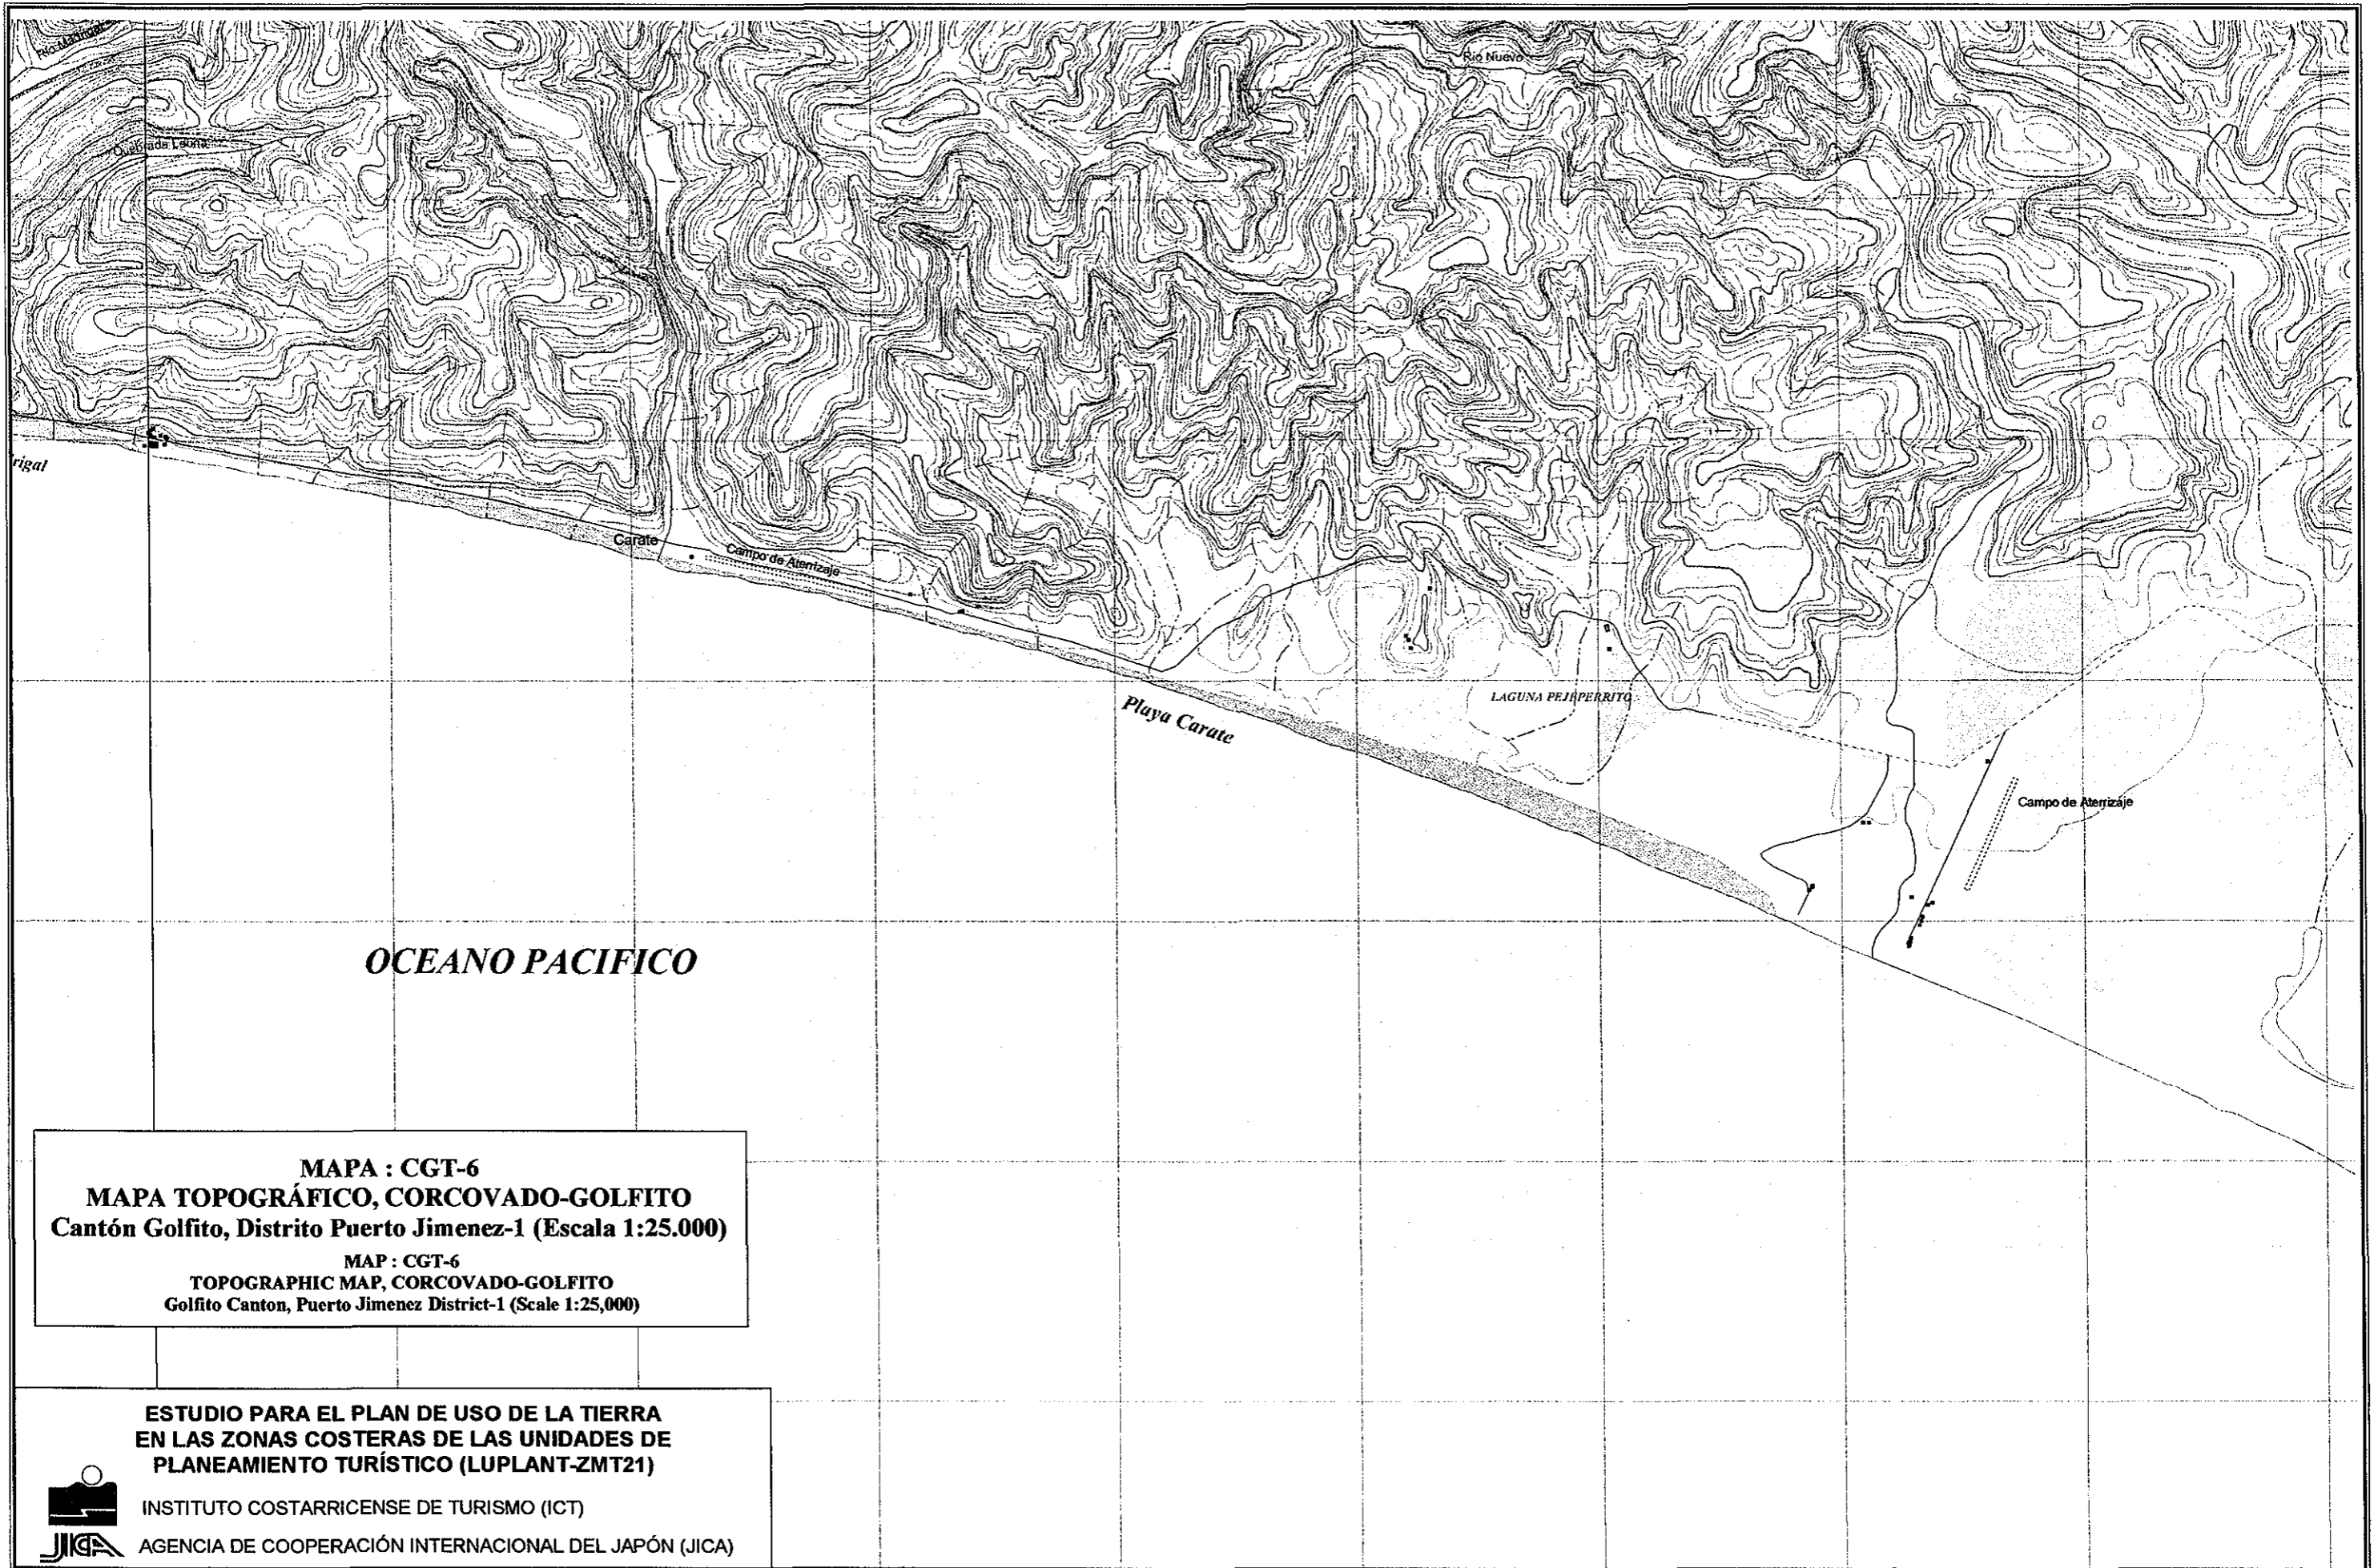 Río Madrigal
Río Nuevo
Quebrada Leona
rigal
Carate
Campo de Aterrizaje
LAGUNA PEJEPERRITO
Playa Carate
Campo de Aterrizaje
OCEANO PACIFICO
MAPA : CGT-6
MAPA TOPOGRÁFICO, CORCOVADO-GOLFITO
Cantón Golfito, Distrito Puerto Jimenez-1 (Escala 1:25.000)
MAP : CGT-6
TOPOGRAPHIC MAP, CORCOVADO-GOLFITO
Golfito Canton, Puerto Jimenez District-1 (Scale 1:25,000)
ESTUDIO PARA EL PLAN DE USO DE LA TIERRA
EN LAS ZONAS COSTERAS DE LAS UNIDADES DE
PLANEAMIENTO TURÍSTICO (LUPLANT-ZMT21)
INSTITUTO COSTARRICENSE DE TURISMO (ICT)
JICA AGENCIA DE COOPERACIÓN INTERNACIONAL DEL JAPÓN (JICA)